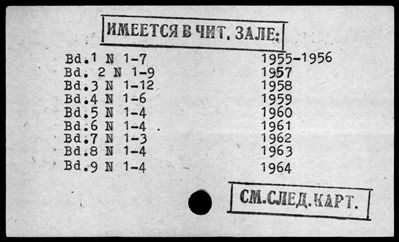 ИМЕЕТСЯ В ЧИТ. ЗАЛЕ:
Bd.1 N 1-7 1955-1956
Bd. 2 N 1-9 1957
Bd.3 N 1-12 1958
Bd.4 N 1-6 1959
Bd.5 N 1-4 1960
Bd.6 N 1-4 1961
Bd.7 N 1-3 1962
Bd.8 N 1-4 1963
Bd.9 N 1-4 1964
СМ.СЛЕД.КАРТ.